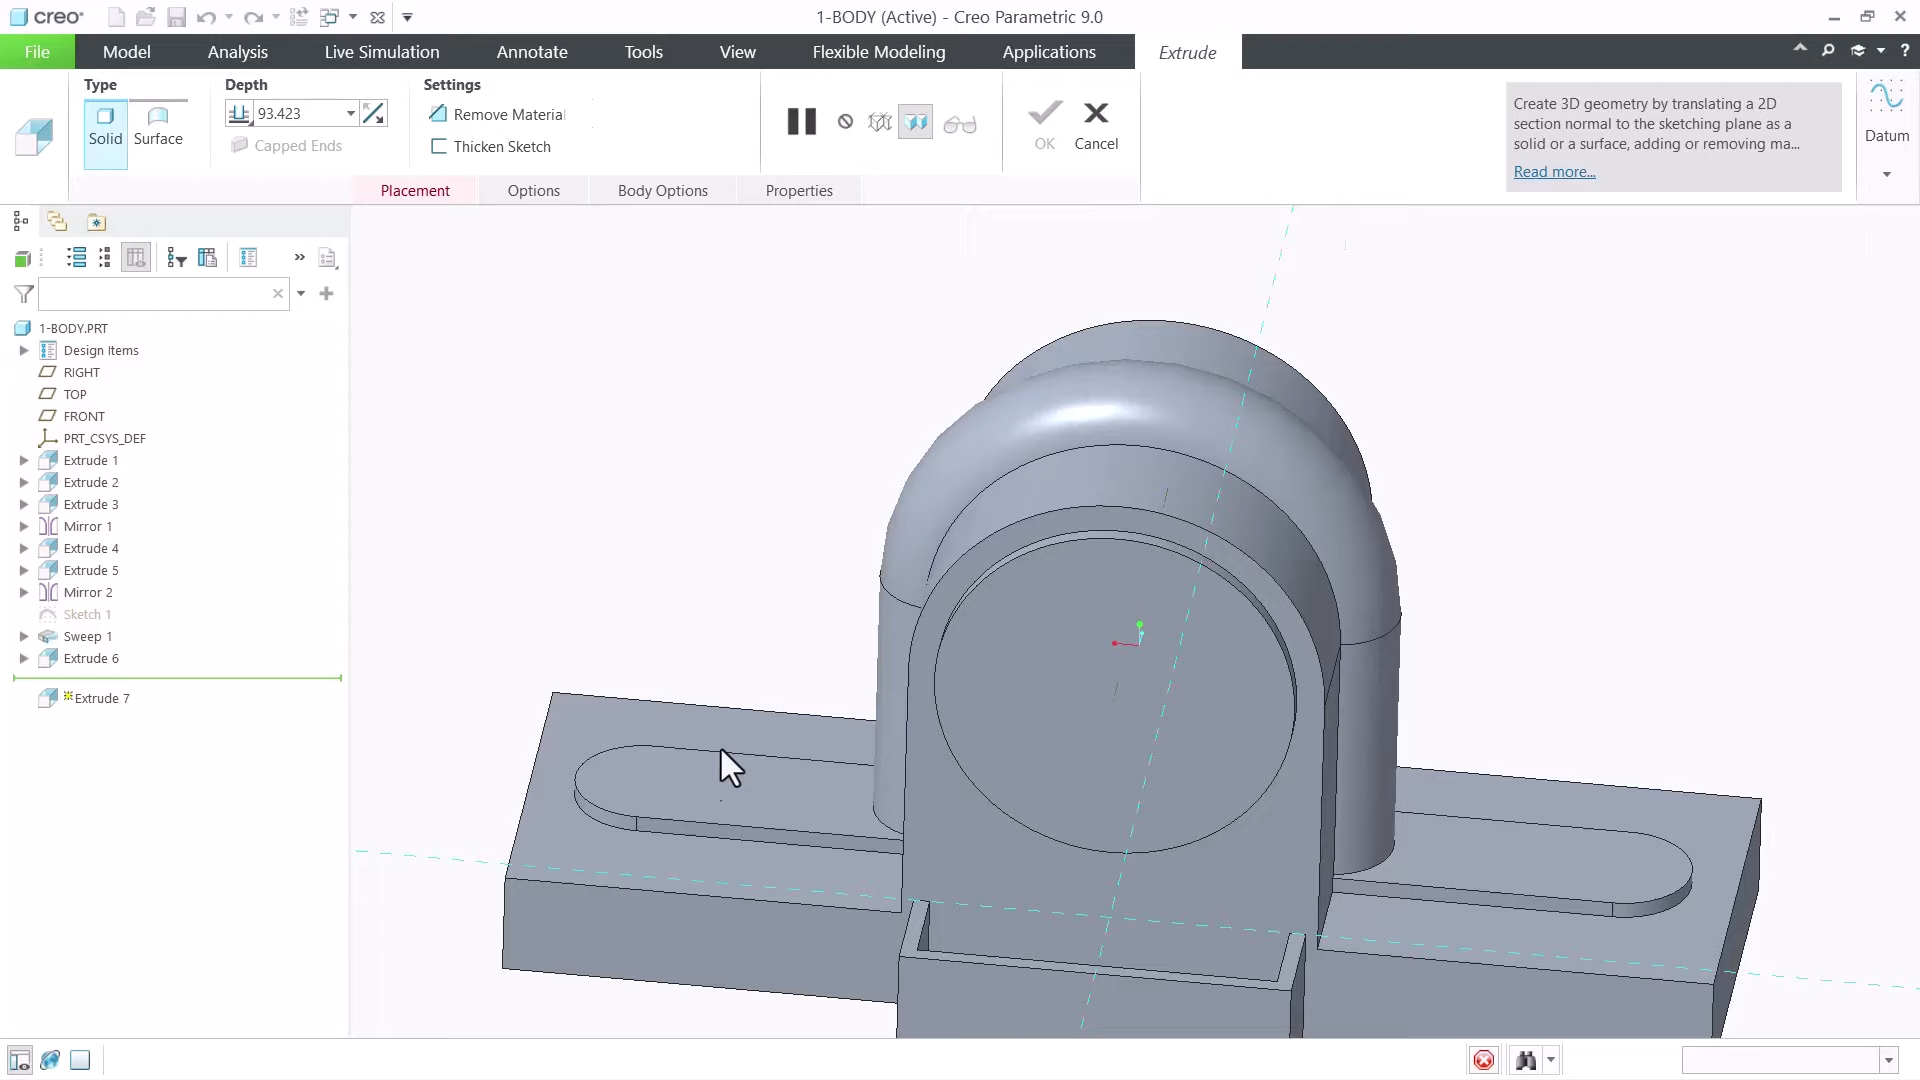 creo®
1-BODY (Active) - Creo Parametric 9.0
File Model Analysis Live Simulation Annotate Tools View Flexible Modeling Applications Extrude
Type
Depth
Settings
Solid
Surface
93.423
Capped Ends
Remove Material
Thicken Sketch
OK
Cancel
Create 3D geometry by translating a 2D
section normal to the sketching plane as a
solid or a surface, adding or removing ma...
Read more...
Datum
Placement Options Body Options Properties
1-BODY.PRT
Design Items
RIGHT
TOP
FRONT
PRT_CSYS_DEF
Extrude 1
Extrude 2
Extrude 3
Mirror 1
Extrude 4
Extrude 5
Mirror 2
Sketch 1
Sweep 1
Extrude 6
Extrude 7